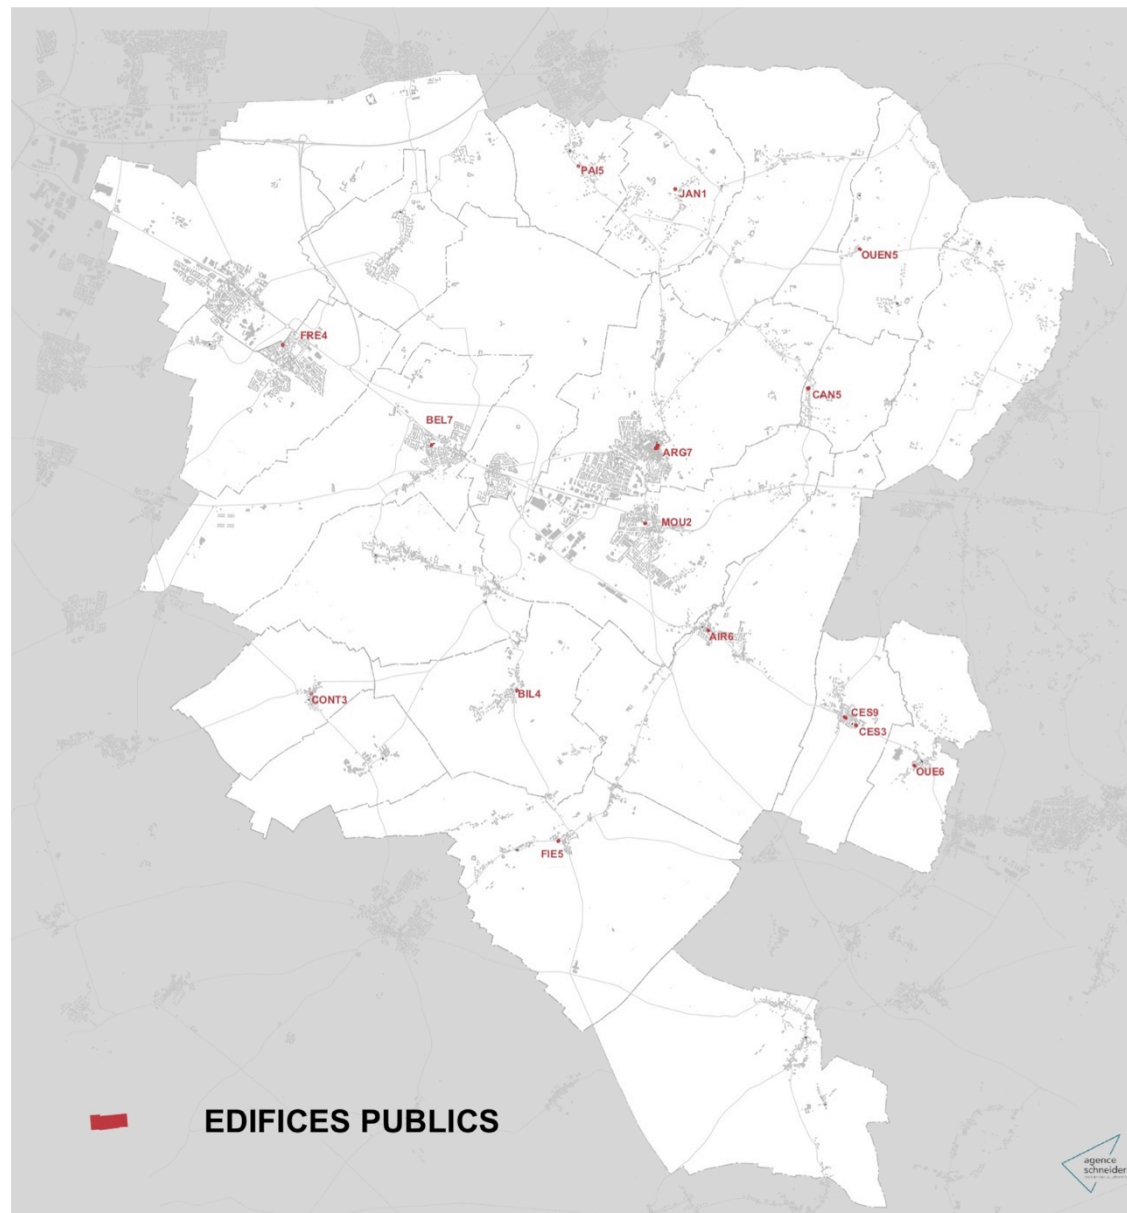 PAI5
JAN1
OUEN5
FRE4
CAN5
BEL7
ARG7
MOU2
AIR6
BIL4
CONT3
CES9
CES3
OUE6
FIE5
EDIFICES PUBLICS
agence
schneider